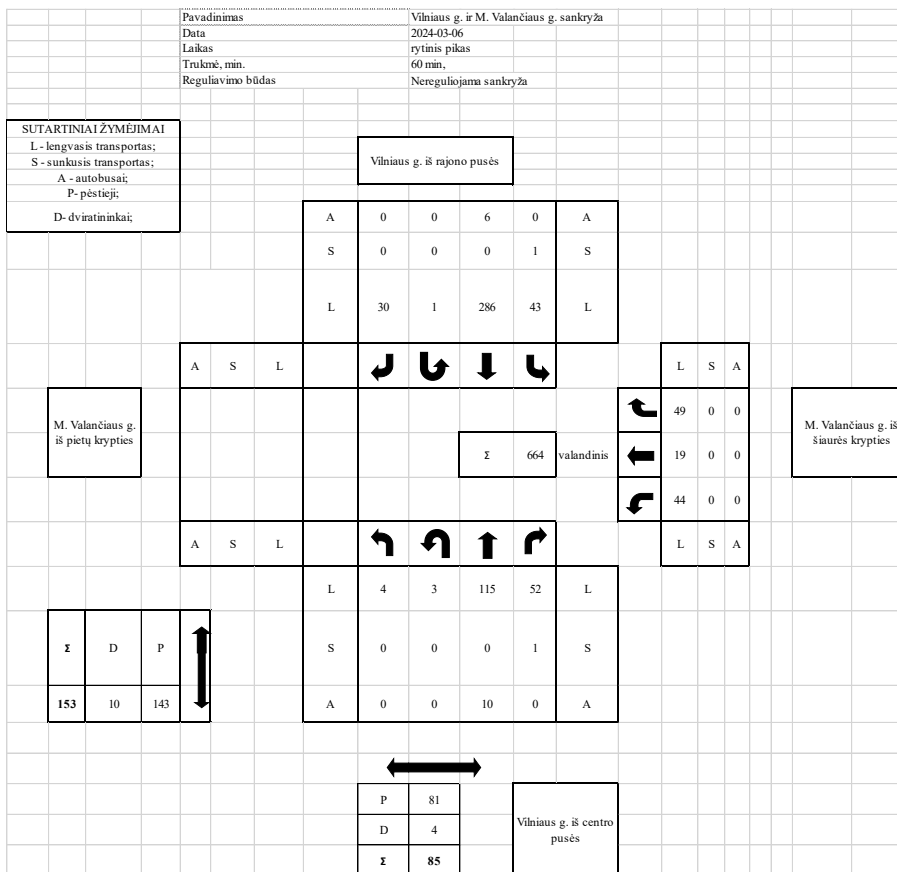 Pavadinimas Vilniaus g. ir M. Valančiaus g. sankryža
Data 2024-03-06
Laikas rytinis pikas
Trukmė, min. 60 min,
Reguliavimo būdas Nereguliojama sankryža
SUTARTINIAI ŽYMĖJIMAI
L - lengvasis transportas;
S - sunkusis transportas;
A - autobusai;
P- pėstieji;
D- dviratininkai;
Vilniaus g. iš rajono pusės
A 0 0 6 0 A
S 0 0 0 1 S
L 30 1 286 43 L
A S L
L S A
49 0 0
M. Valančiaus g.
iš pietų krypties
Σ 664 valandinis
19 0 0
M. Valančiaus g. iš
šiaurės krypties
44 0 0
A S L
L S A
L 4 3 115 52 L
Σ D P
S 0 0 0 1 S
153 10 143
A 0 0 10 0 A
P 81
D 4
Σ 85
Vilniaus g. iš centro
pusės